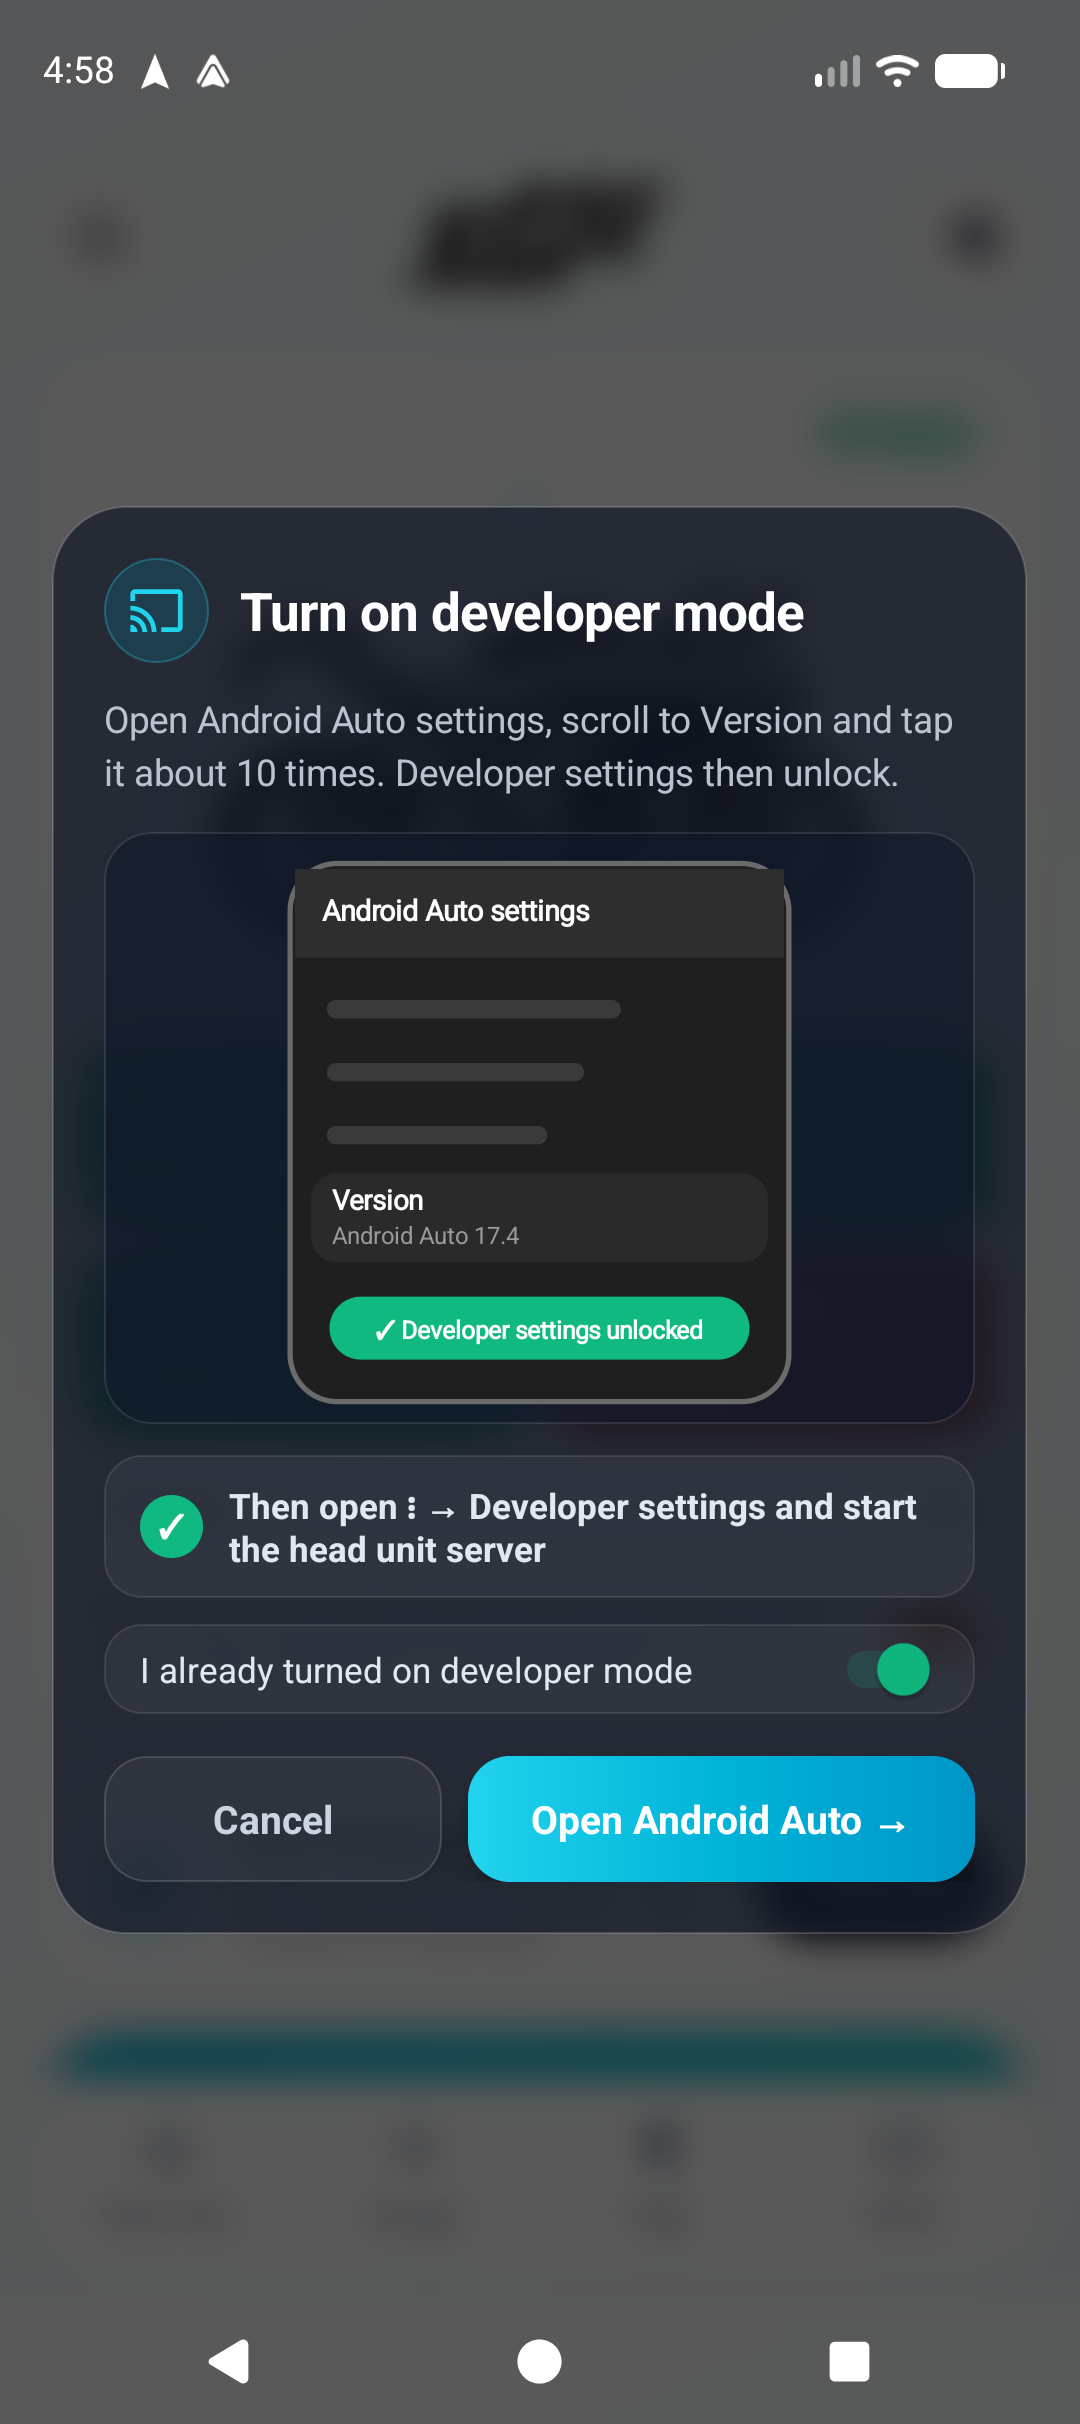 4:58
Turn on developer mode
Open Android Auto settings, scroll to Version and tap
it about 10 times. Developer settings then unlock.
Android Auto settings
Version
Android Auto 17.4
✓ Developer settings unlocked
✓ Then open ⋮ → Developer settings and start
the head unit server
I already turned on developer mode
Cancel
Open Android Auto →